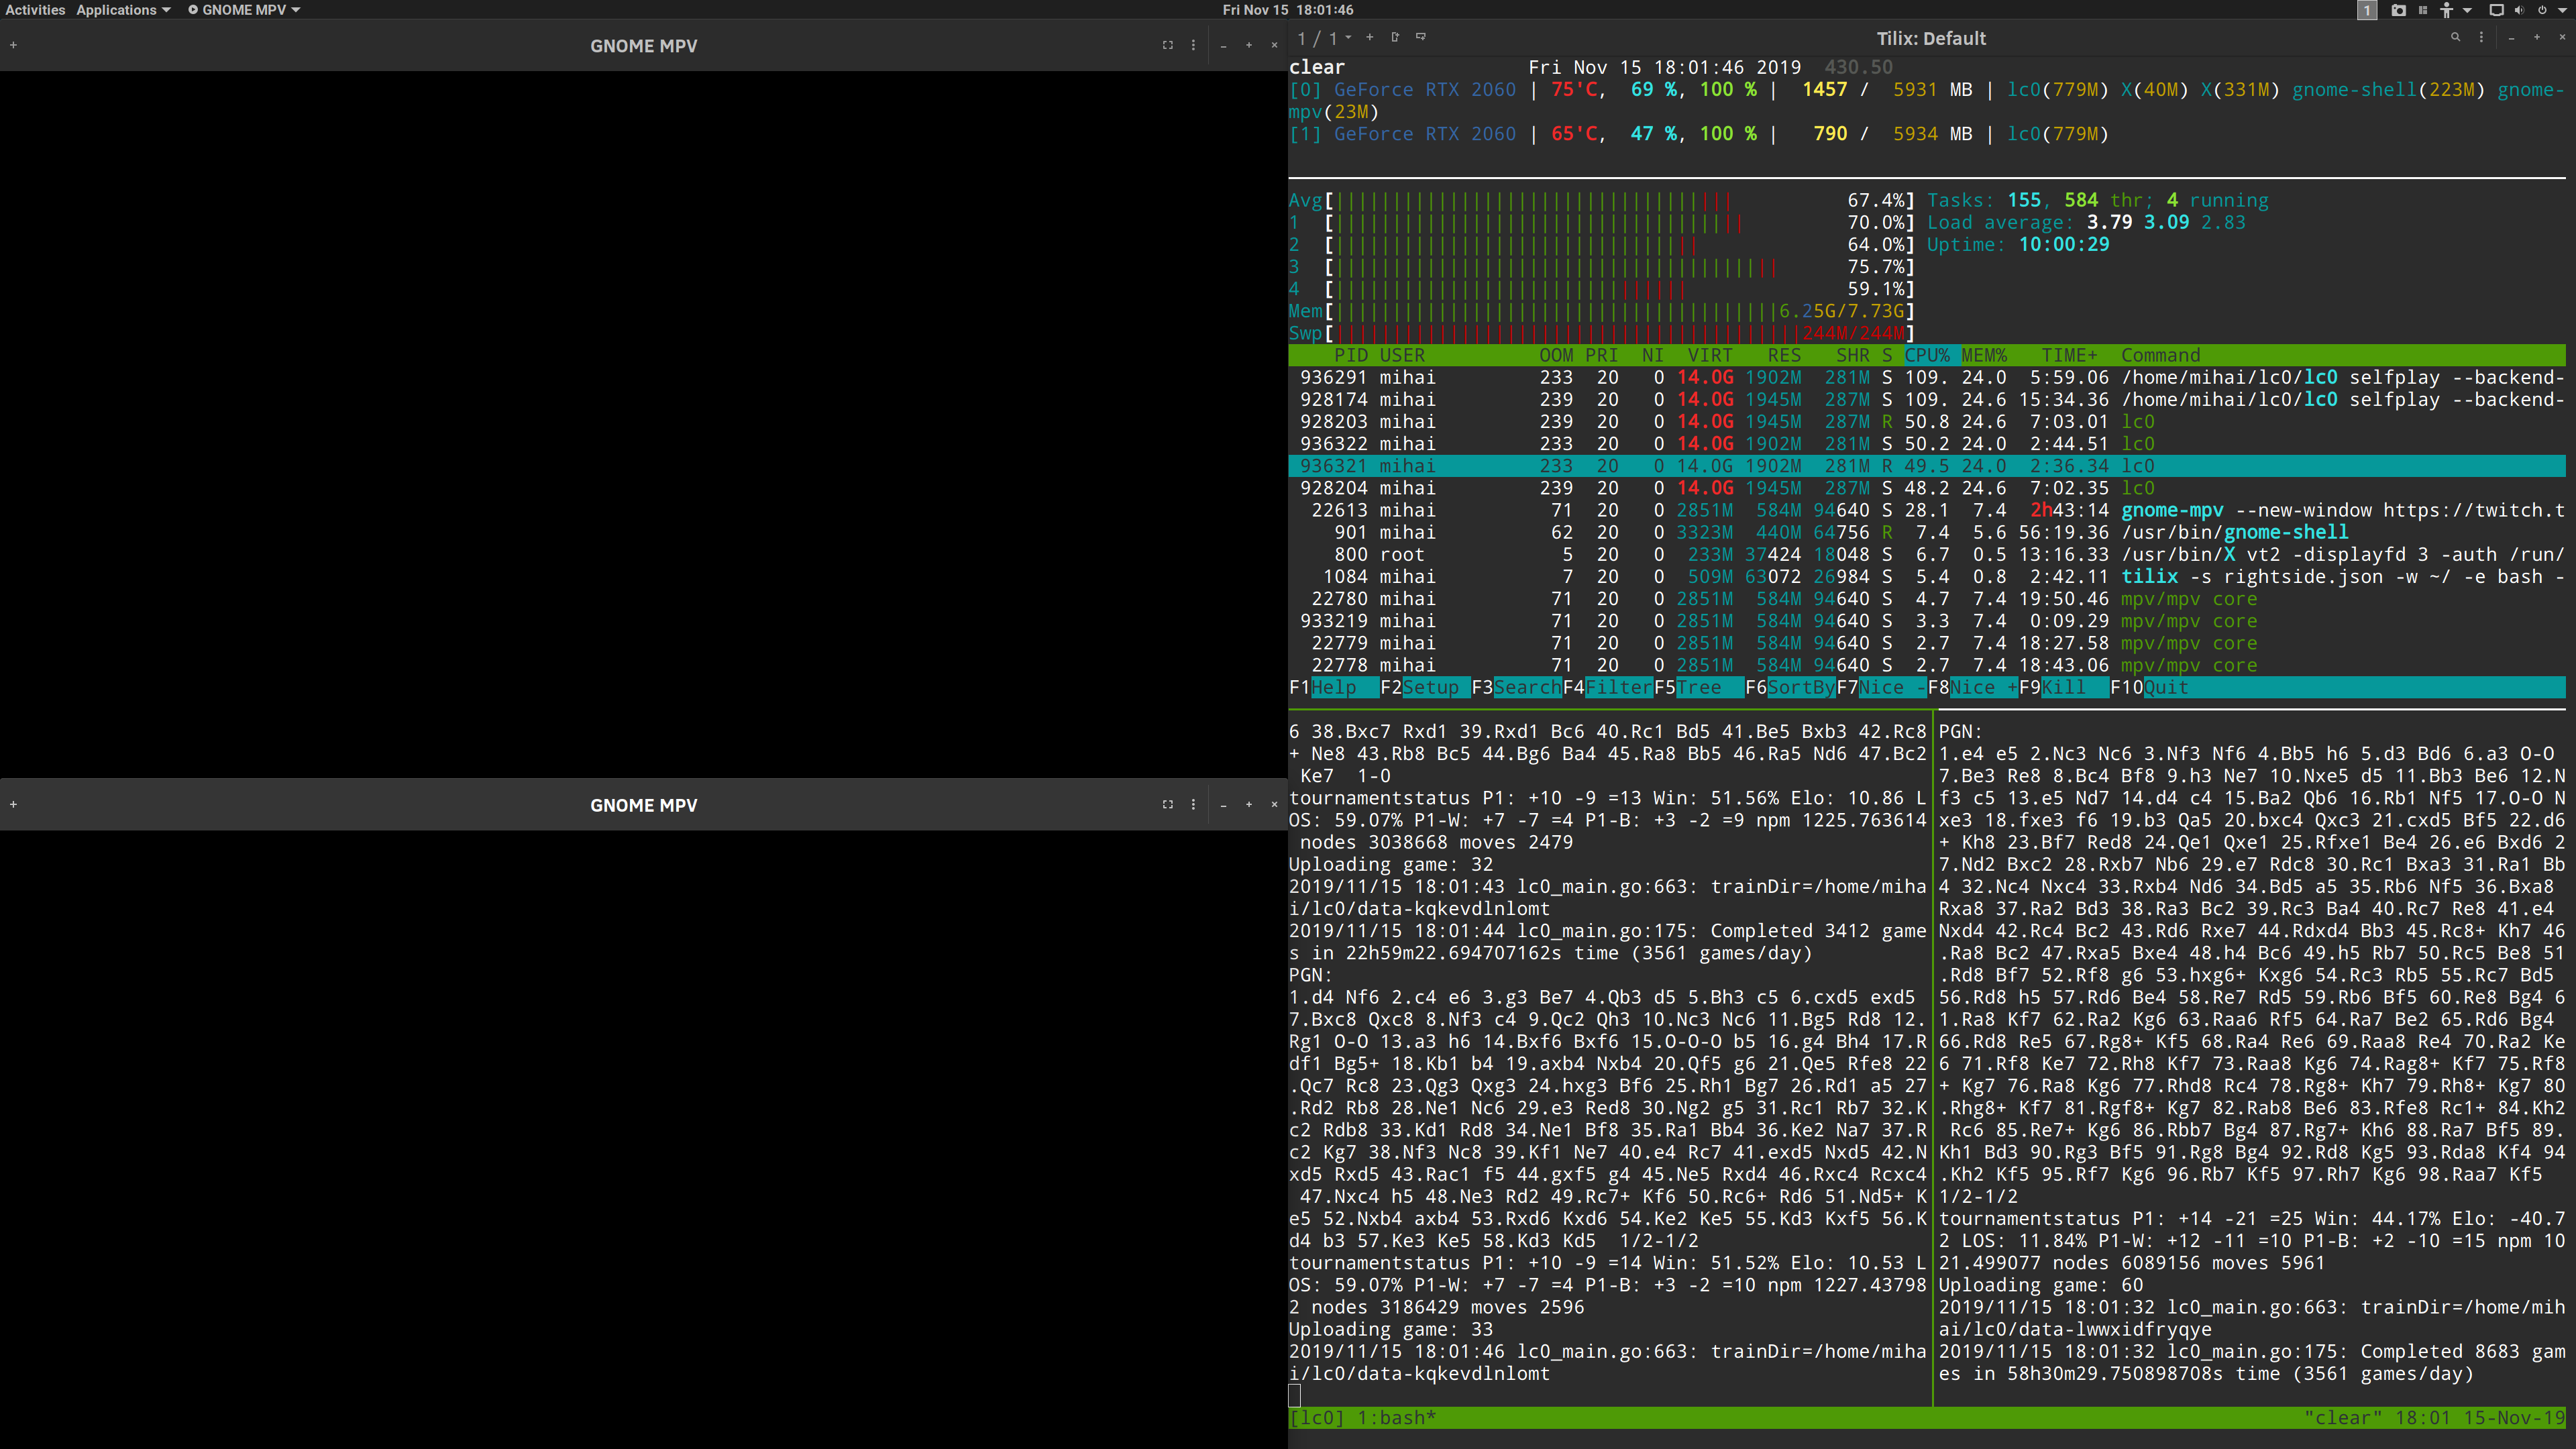 Activities Applications GNOME MPV Fri Nov 15 18:01:46 1
GNOME MPV
GNOME MPV
1 / 1 Tilix: Default
clear Fri Nov 15 18:01:46 2019 430.50
[0] GeForce RTX 2060 | 75'C, 69 %, 100 % | 1457 / 5931 MB | lc0(779M) X(40M) X(331M) gnome-shell(223M) gnome-
mpv(23M)
[1] GeForce RTX 2060 | 65'C, 47 %, 100 % | 790 / 5934 MB | lc0(779M)
Avg[ 67.4%] Tasks: 155, 584 thr; 4 running
1 [ 70.0%] Load average: 3.79 3.09 2.83
2 [ 64.0%] Uptime: 10:00:29
3 [ 75.7%]
4 [ 59.1%]
Mem[ 6.25G/7.73G]
Swp[ 244M/244M]
PID USER OOM PRI NI VIRT RES SHR S CPU% MEM% TIME+ Command
936291 mihai 233 20 0 14.0G 1902M 281M S 109. 24.0 5:59.06 /home/mihai/lc0/lc0 selfplay --backend-
928174 mihai 239 20 0 14.0G 1945M 287M S 109. 24.6 15:34.36 /home/mihai/lc0/lc0 selfplay --backend-
928203 mihai 239 20 0 14.0G 1945M 287M R 50.8 24.6 7:03.01 lc0
936322 mihai 233 20 0 14.0G 1902M 281M S 50.2 24.0 2:44.51 lc0
936321 mihai 233 20 0 14.0G 1902M 281M R 49.5 24.0 2:36.34 lc0
928204 mihai 239 20 0 14.0G 1945M 287M S 48.2 24.6 7:02.35 lc0
22613 mihai 71 20 0 2851M 584M 94640 S 28.1 7.4 2h43:14 gnome-mpv --new-window https://twitch.t
901 mihai 62 20 0 3323M 440M 64756 R 7.4 5.6 56:19.36 /usr/bin/gnome-shell
800 root 5 20 0 233M 37424 18048 S 6.7 0.5 13:16.33 /usr/bin/X vt2 -displayfd 3 -auth /run/
1084 mihai 7 20 0 509M 63072 26984 S 5.4 0.8 2:42.11 tilix -s rightside.json -w ~/ -e bash -
22780 mihai 71 20 0 2851M 584M 94640 S 4.7 7.4 19:50.46 mpv/mpv core
933219 mihai 71 20 0 2851M 584M 94640 S 3.3 7.4 0:09.29 mpv/mpv core
22779 mihai 71 20 0 2851M 584M 94640 S 2.7 7.4 18:27.58 mpv/mpv core
22778 mihai 71 20 0 2851M 584M 94640 S 2.7 7.4 18:43.06 mpv/mpv core
F1Help F2Setup F3SearchF4FilterF5Tree F6SortByF7Nice -F8Nice +F9Kill F10Quit
6 38.Bxc7 Rxd1 39.Rxd1 Bc6 40.Rc1 Bd5 41.Be5 Bxb3 42.Rc8
+ Ne8 43.Rb8 Bc5 44.Bg6 Ba4 45.Ra8 Bb5 46.Ra5 Nd6 47.Bc2
Ke7 1-0
tournamentstatus P1: +10 -9 =13 Win: 51.56% Elo: 10.86 L
OS: 59.07% P1-W: +7 -7 =4 P1-B: +3 -2 =9 npm 1225.763614
nodes 3038668 moves 2479
Uploading game: 32
2019/11/15 18:01:43 lc0_main.go:663: trainDir=/home/miha
i/lc0/data-kqkevdlnlomt
2019/11/15 18:01:44 lc0_main.go:175: Completed 3412 game
s in 22h59m22.694707162s time (3561 games/day)
PGN:
1.d4 Nf6 2.c4 e6 3.g3 Be7 4.Qb3 d5 5.Bh3 c5 6.cxd5 exd5
7.Bxc8 Qxc8 8.Nf3 c4 9.Qc2 Qh3 10.Nc3 Nc6 11.Bg5 Rd8 12.
Rg1 O-O 13.a3 h6 14.Bxf6 Bxf6 15.O-O-O b5 16.g4 Bh4 17.R
df1 Bg5+ 18.Kb1 b4 19.axb4 Nxb4 20.Qf5 g6 21.Qe5 Rfe8 22
.Qc7 Rc8 23.Qg3 Qxg3 24.hxg3 Bf6 25.Rh1 Bg7 26.Rd1 a5 27
.Rd2 Rb8 28.Ne1 Nc6 29.e3 Red8 30.Ng2 g5 31.Rc1 Rb7 32.K
c2 Rdb8 33.Kd1 Rd8 34.Ne1 Bf8 35.Ra1 Bb4 36.Ke2 Na7 37.R
c2 Kg7 38.Nf3 Nc8 39.Kf1 Ne7 40.e4 Rc7 41.exd5 Nxd5 42.N
xd5 Rxd5 43.Rac1 f5 44.gxf5 g4 45.Ne5 Rxd4 46.Rxc4 Rcxc4
47.Nxc4 h5 48.Ne3 Rd2 49.Rc7+ Kf6 50.Rc6+ Rd6 51.Nd5+ K
e5 52.Nxb4 axb4 53.Rxd6 Kxd6 54.Ke2 Ke5 55.Kd3 Kxf5 56.K
d4 b3 57.Ke3 Ke5 58.Kd3 Kd5 1/2-1/2
tournamentstatus P1: +10 -9 =14 Win: 51.52% Elo: 10.53 L
OS: 59.07% P1-W: +7 -7 =4 P1-B: +3 -2 =10 npm 1227.43798
2 nodes 3186429 moves 2596
Uploading game: 33
2019/11/15 18:01:46 lc0_main.go:663: trainDir=/home/miha
i/lc0/data-kqkevdlnlomt
PGN:
1.e4 e5 2.Nc3 Nc6 3.Nf3 Nf6 4.Bb5 h6 5.d3 Bd6 6.a3 O-O
7.Be3 Re8 8.Bc4 Bf8 9.h3 Ne7 10.Nxe5 d5 11.Bb3 Be6 12.N
f3 c5 13.e5 Nd7 14.d4 c4 15.Ba2 Qb6 16.Rb1 Nf5 17.O-O N
xe3 18.fxe3 f6 19.b3 Qa5 20.bxc4 Qxc3 21.cxd5 Bf5 22.d6
+ Kh8 23.Bf7 Red8 24.Qe1 Qxe1 25.Rfxe1 Be4 26.e6 Bxd6 2
7.Nd2 Bxc2 28.Rxb7 Nb6 29.e7 Rdc8 30.Rc1 Bxa3 31.Ra1 Bb
4 32.Nc4 Nxc4 33.Rxb4 Nd6 34.Bd5 a5 35.Rb6 Nf5 36.Bxa8
Rxa8 37.Ra2 Bd3 38.Ra3 Bc2 39.Rc3 Ba4 40.Rc7 Re8 41.e4
Nxd4 42.Rc4 Bc2 43.Rd6 Rxe7 44.Rdxd4 Bb3 45.Rc8+ Kh7 46
.Ra8 Bc2 47.Rxa5 Bxe4 48.h4 Bc6 49.h5 Rb7 50.Rc5 Be8 51
.Rd8 Bf7 52.Rf8 g6 53.hxg6+ Kxg6 54.Rc3 Rb5 55.Rc7 Bd5
56.Rd8 h5 57.Rd6 Be4 58.Re7 Rd5 59.Rb6 Bf5 60.Re8 Bg4 6
1.Ra8 Kf7 62.Ra2 Kg6 63.Raa6 Rf5 64.Ra7 Be2 65.Rd6 Bg4
66.Rd8 Re5 67.Rg8+ Kf5 68.Ra4 Re6 69.Raa8 Re4 70.Ra2 Ke
6 71.Rf8 Ke7 72.Rh8 Kf7 73.Raa8 Kg6 74.Rag8+ Kf7 75.Rf8
+ Kg7 76.Ra8 Kg6 77.Rhd8 Rc4 78.Rg8+ Kh7 79.Rh8+ Kg7 80
.Rhg8+ Kf7 81.Rgf8+ Kg7 82.Rab8 Be6 83.Rfe8 Rc1+ 84.Kh2
Rc6 85.Re7+ Kg6 86.Rbb7 Bg4 87.Rg7+ Kh6 88.Ra7 Bf5 89.
Kh1 Bd3 90.Rg3 Bf5 91.Rg8 Bg4 92.Rd8 Kg5 93.Rda8 Kf4 94
.Kh2 Kf5 95.Rf7 Kg6 96.Rb7 Kf5 97.Rh7 Kg6 98.Raa7 Kf5
1/2-1/2
tournamentstatus P1: +14 -21 =25 Win: 44.17% Elo: -40.7
2 LOS: 11.84% P1-W: +12 -11 =10 P1-B: +2 -10 =15 npm 10
21.499077 nodes 6089156 moves 5961
Uploading game: 60
2019/11/15 18:01:32 lc0_main.go:663: trainDir=/home/mih
ai/lc0/data-lwwxidfryqye
2019/11/15 18:01:32 lc0_main.go:175: Completed 8683 gam
es in 58h30m29.750898708s time (3561 games/day)
[lc0] 1:bash* "clear" 18:01 15-Nov-19